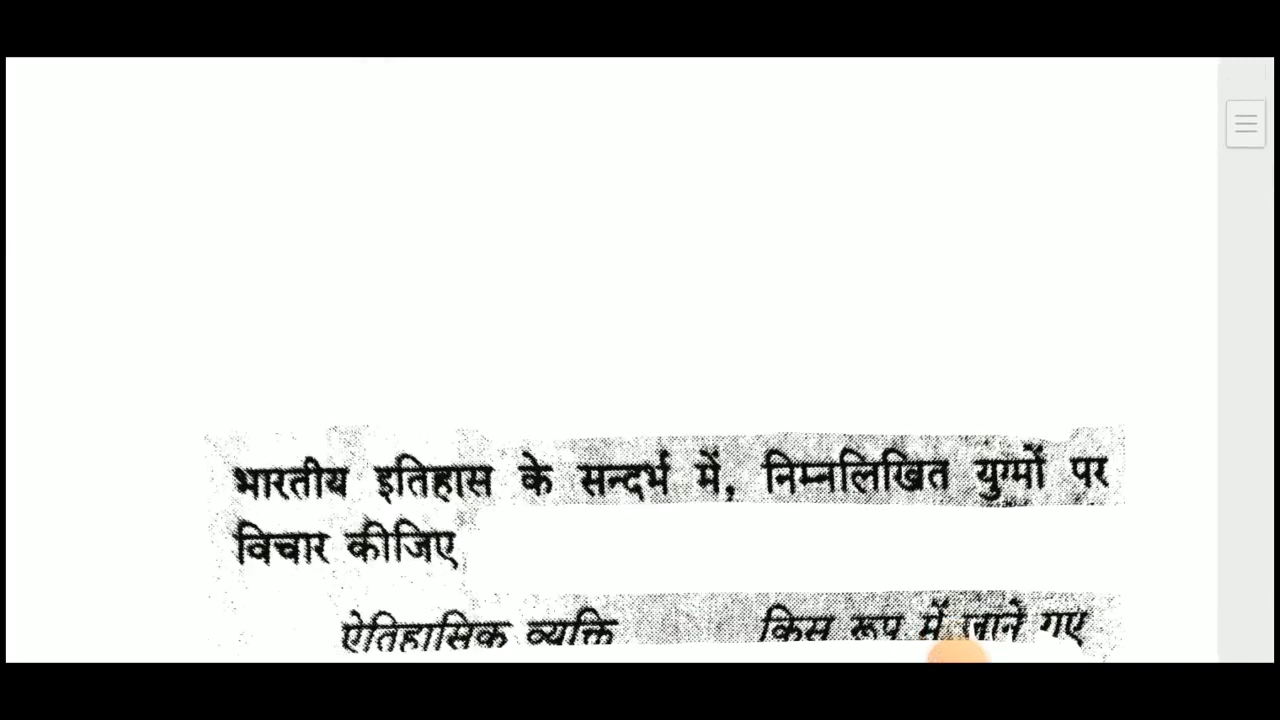 भारतीय इतिहास के सन्दर्भ में, निम्नलिखित युग्मों पर
विचार कीजिए
ऐतिहासिक व्यक्ति किस रूप में जाने गए